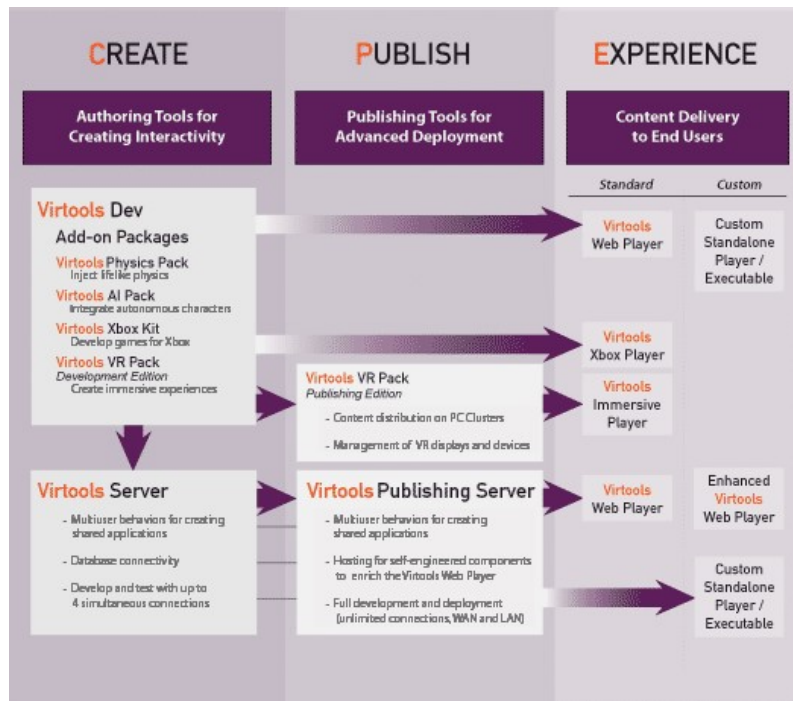 CREATE
Authoring Tools for
Creating Interactivity
PUBLISH
Publishing Tools for
Advanced Deployment
EXPERIENCE
Content Delivery
to End Users
Standard
Custom
Virtools Dev
Add-on Packages
Virtools Physics Pack
Inject lifelike physics
Virtools AI Pack
Integrate autonomous characters
Virtools Xbox Kit
Develop games for Xbox
Virtools VR Pack
Development Edition
Create immersive experiences
Virtools
Web Player
Custom
Standalone
Player /
Executable
Virtools
Xbox Player
Virtools VR Pack
Publishing Edition
- Content distribution on PC Clusters
- Management of VR displays and devices
Virtools
Immersive
Player
Virtools Server
- Multiuser behavior for creating
shared applications
- Database connectivity
- Develop and test with up to
4 simultaneous connections
Virtools Publishing Server
- Multiuser behavior for creating
shared applications
- Hosting for self-engineered components
to enrich the Virtools Web Player
- Full development and deployment
(unlimited connections, WAN and LAN)
Virtools
Web Player
Enhanced
Virtools
Web Player
Custom
Standalone
Player /
Executable